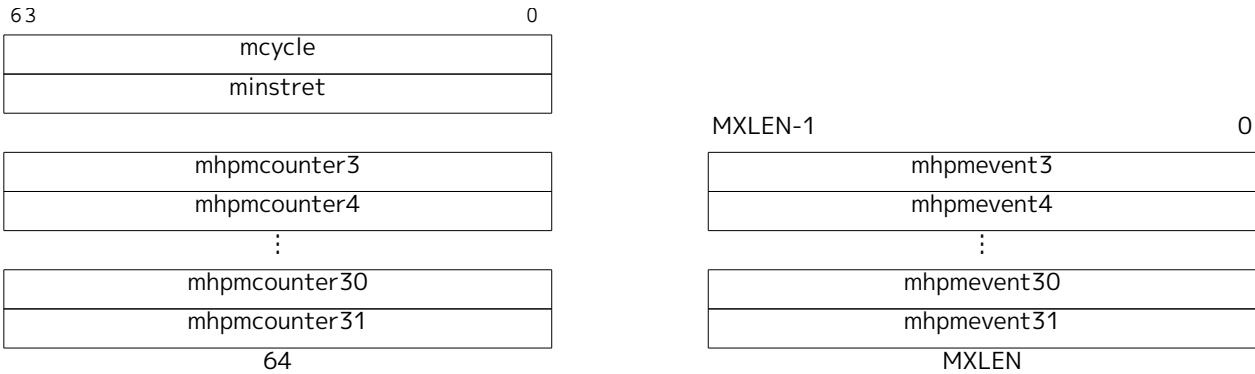 63 0
mcycle
minstret
mhpmcounter3
mhpmcounter4
⋮
mhpmcounter30
mhpmcounter31
64
MXLEN-1 0
mhpmevent3
mhpmevent4
⋮
mhpmevent30
mhpmevent31
MXLEN